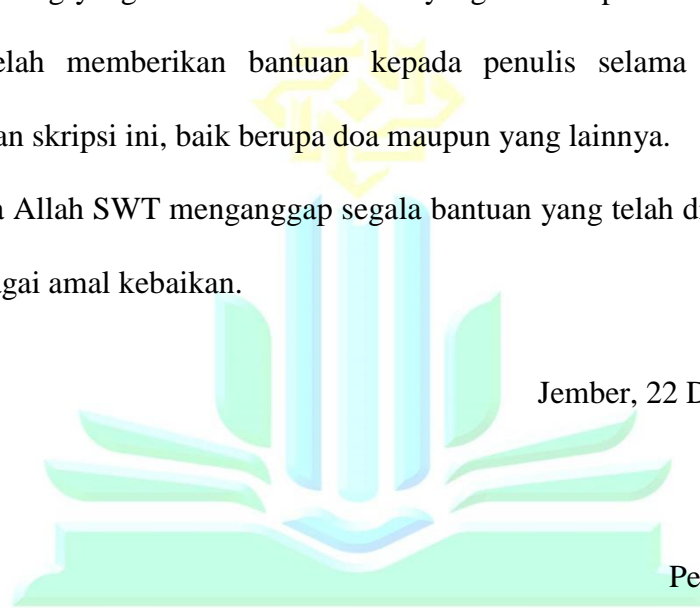 elah memberikan bantuan kepada penulis selama
an skripsi ini, baik berupa doa maupun yang lainnya.
a Allah SWT menganggap segala bantuan yang telah d
gai amal kebaikan.
Jember, 22 D
Pe